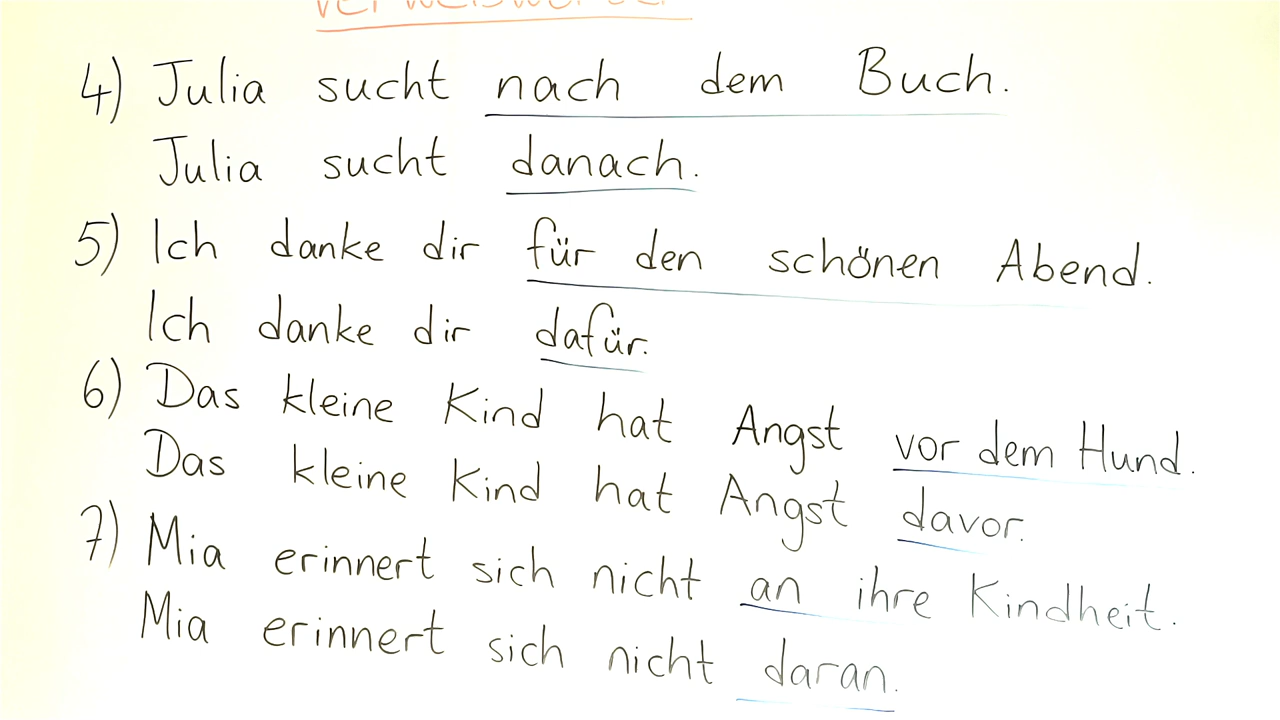 4) Julia sucht nach dem Buch.
Julia sucht danach.
5) Ich danke dir für den schönen Abend.
Ich danke dir dafür.
6) Das kleine Kind hat Angst vor dem Hund.
Das kleine Kind hat Angst davor.
7) Mia erinnert sich nicht an ihre Kindheit.
Mia erinnert sich nicht daran.